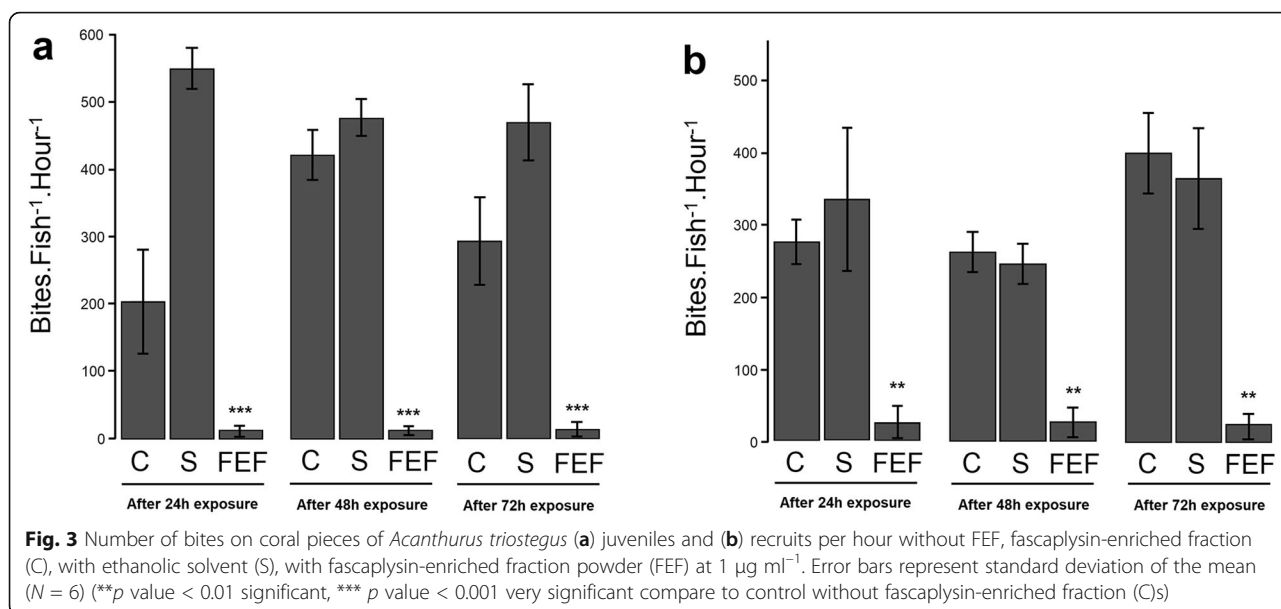 a
600
500
400
300
200
100
0
Bites.Fish⁻¹.Hour⁻¹
***
***
***
C S FEF C S FEF C S FEF
After 24h exposure After 48h exposure After 72h exposure
b
500
400
300
200
100
0
Bites.Fish⁻¹.Hour⁻¹
**
**
**
C S FEF C S FEF C S FEF
After 24h exposure After 48h exposure After 72h exposure
Fig. 3 Number of bites on coral pieces of Acanthurus triostegus (a) juveniles and (b) recruits per hour without FEF, fascaplysin-enriched fraction
(C), with ethanolic solvent (S), with fascaplysin-enriched fraction powder (FEF) at 1 μg ml⁻¹. Error bars represent standard deviation of the mean
(N = 6) (**p value < 0.01 significant, *** p value < 0.001 very significant compare to control without fascaplysin-enriched fraction (C)s)